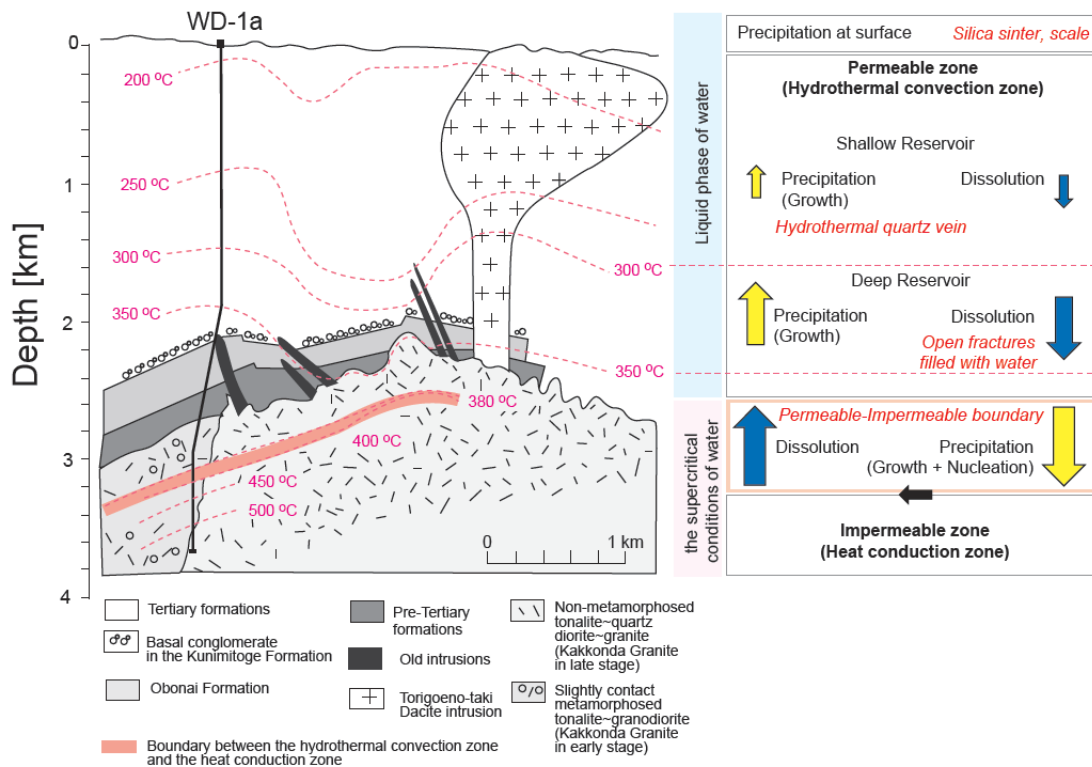 WD-1a
Depth [km]
0
1
2
3
4
200 ºC
250 ºC
300 ºC
350 ºC
300 ºC
350 ºC
380 ºC
400 ºC
450 ºC
500 ºC
0
1 km
Liquid phase of water
the supercritical
conditions of water
Precipitation at surface
Silica sinter, scale
Permeable zone
(Hydrothermal convection zone)
Shallow Reservoir
Precipitation
(Growth)
Dissolution
Hydrothermal quartz vein
Deep Reservoir
Precipitation
(Growth)
Dissolution
Open fractures
filled with water
Permeable-Impermeable boundary
Dissolution
Precipitation
(Growth + Nucleation)
Impermeable zone
(Heat conduction zone)
Tertiary formations
Basal conglomerate
in the Kunimitoge Formation
Obonai Formation
Pre-Tertiary
formations
Old intrusions
Torigoeno-taki
Dacite intrusion
Non-metamorphosed
tonalite~quartz
diorite~granite
(Kakkonda Granite
in late stage)
Slightly contact
metamorphosed
tonalite~granodiorite
(Kakkonda Granite
in early stage)
Boundary between the hydrothermal convection zone
and the heat conduction zone